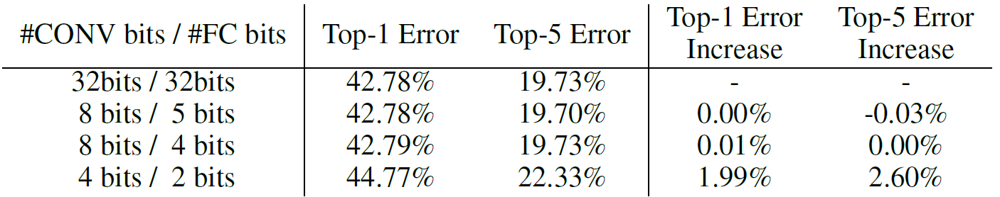 #CONV bits / #FC bits Top-1 Error Top-5 Error Top-1 Error Increase Top-5 Error Increase
32bits / 32bits 42.78% 19.73% - -
8 bits / 5 bits 42.78% 19.70% 0.00% -0.03%
8 bits / 4 bits 42.79% 19.73% 0.01% 0.00%
4 bits / 2 bits 44.77% 22.33% 1.99% 2.60%